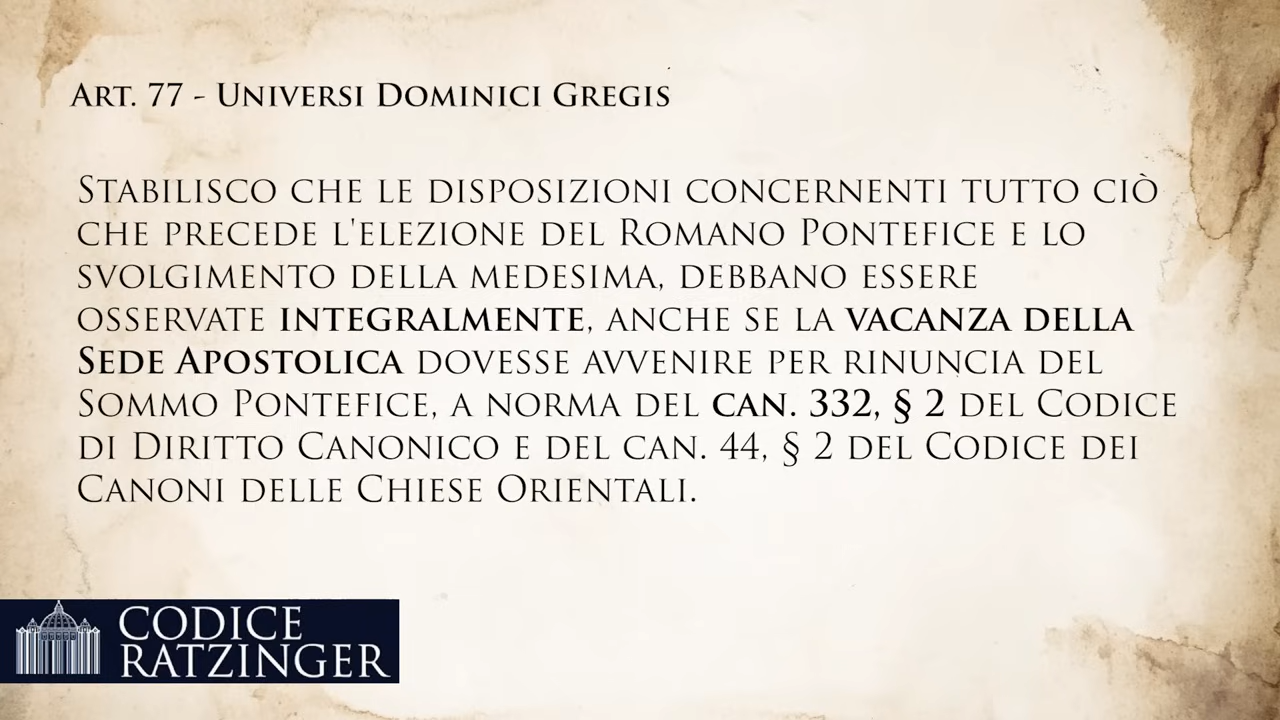 Art. 77 - Universi Dominici Gregis
Stabilisco che le disposizioni concernenti tutto ciò
che precede l'elezione del Romano Pontefice e lo
svolgimento della medesima, debbano essere
osservate integralmente, anche se la vacanza della
Sede Apostolica dovesse avvenire per rinuncia del
Sommo Pontefice, a norma del can. 332, § 2 del Codice
di Diritto Canonico e del can. 44, § 2 del Codice dei
Canoni delle Chiese Orientali.
CODICE
RATZINGER